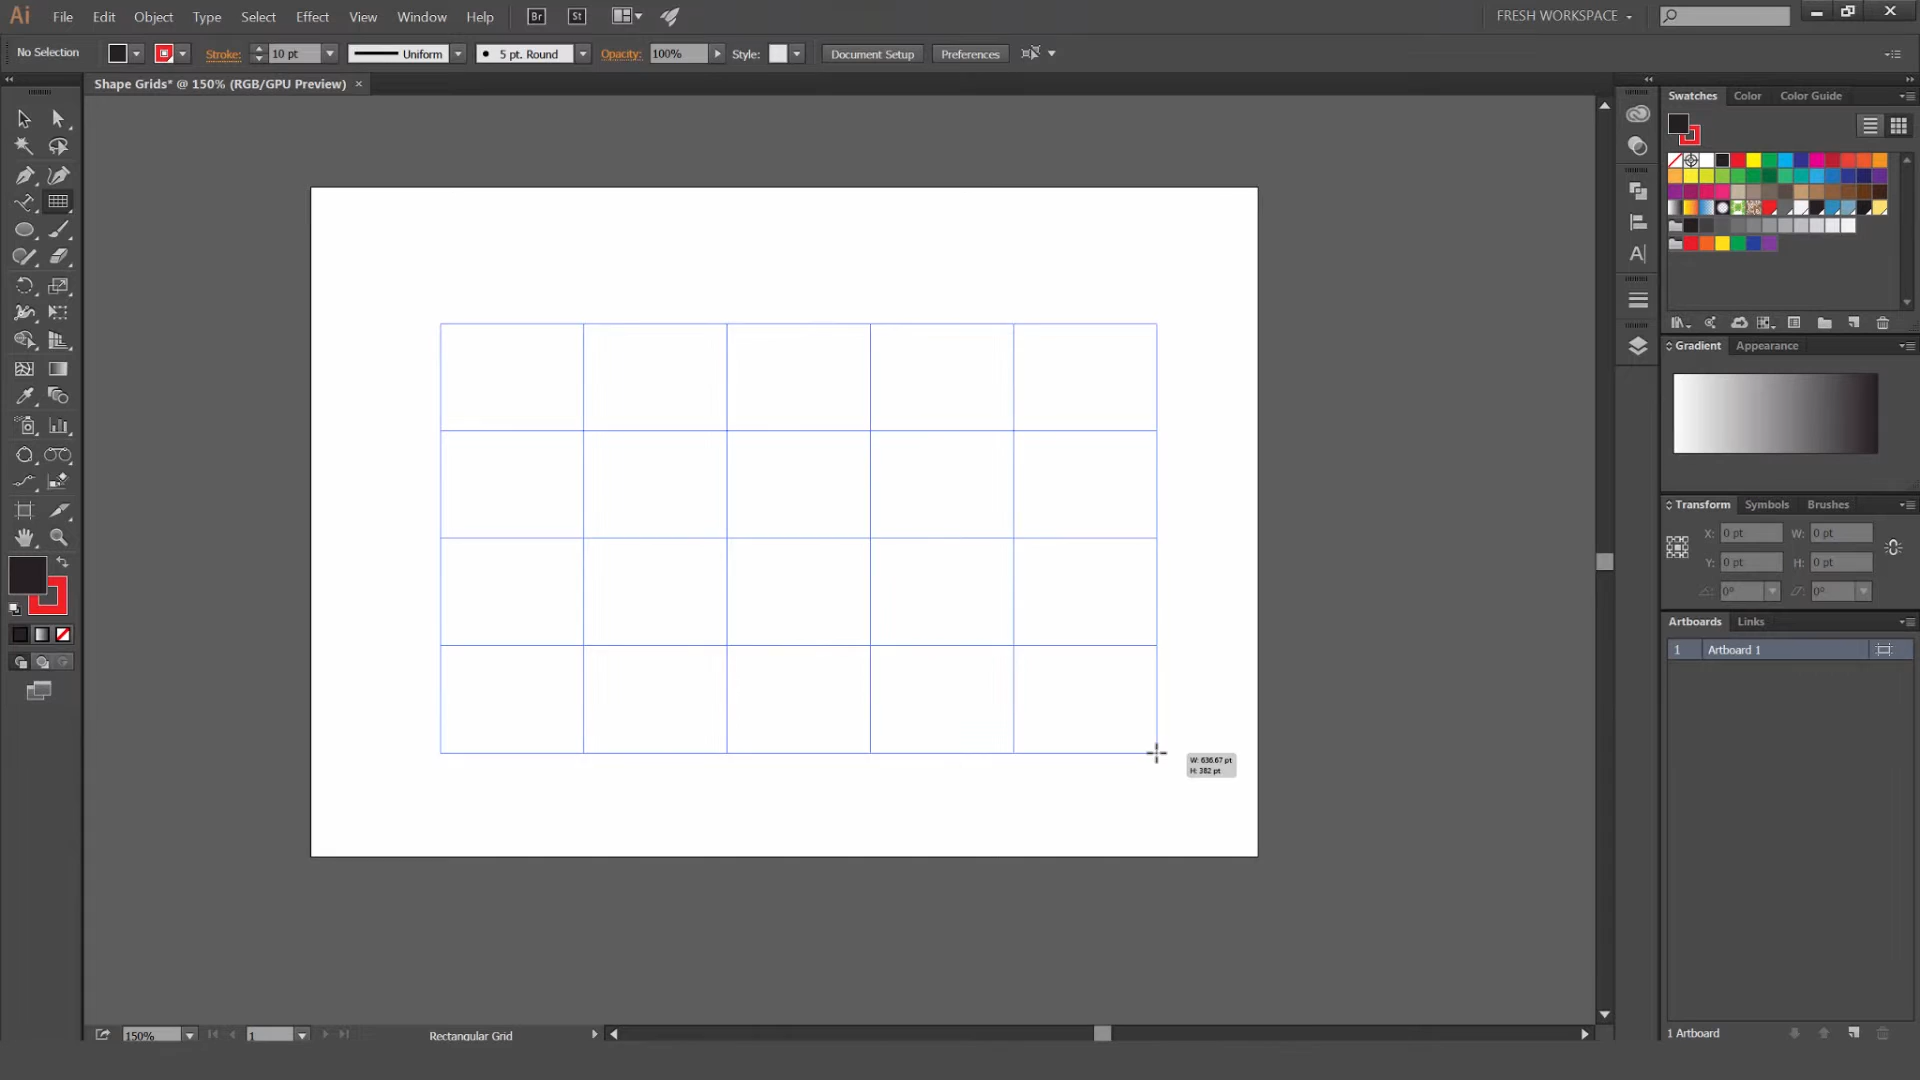 Ai File Edit Object Type Select Effect View Window Help Br St FRESH WORKSPACE
No Selection Stroke: 10 pt Uniform 5 pt. Round Opacity: 100% Style: Document Setup Preferences
Shape Grids* @ 150% (RGB/GPU Preview) ×
Swatches Color Color Guide
A
Gradient Appearance
Transform Symbols Brushes
X: 0 pt W: 0 pt
Y: 0 pt H: 0 pt
0° 0°
Artboards Links
1 Artboard 1
W: 636.67 pt
H: 382 pt
150% 1 Rectangular Grid
1 Artboard